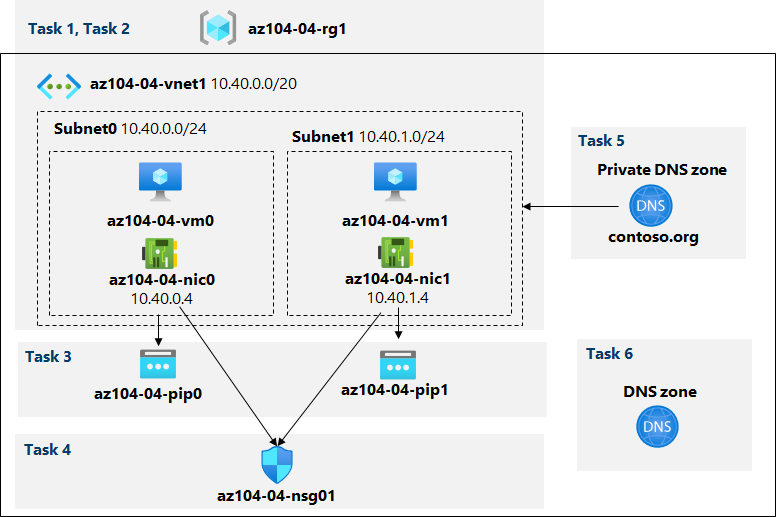 Task 1, Task 2
az104-04-rg1
az104-04-vnet1 10.40.0.0/20
Subnet0 10.40.0.0/24
Subnet1 10.40.1.0/24
az104-04-vm0
az104-04-vm1
az104-04-nic0
10.40.0.4
az104-04-nic1
10.40.1.4
Task 5
Private DNS zone
DNS
contoso.org
Task 3
az104-04-pip0
az104-04-pip1
Task 6
DNS zone
DNS
Task 4
az104-04-nsg01